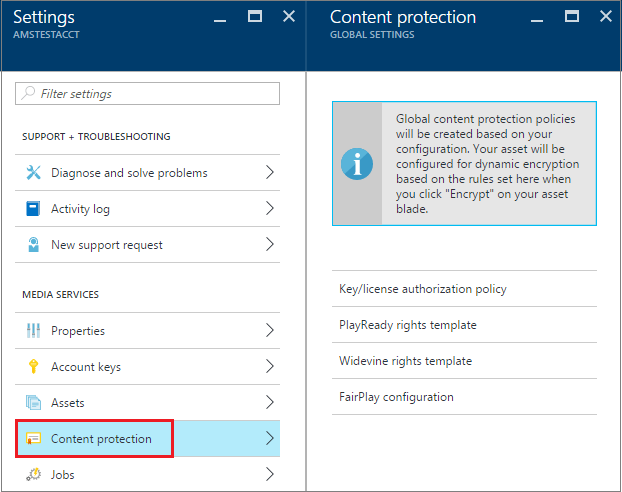 Settings
AMSTESTACCT
Filter settings
SUPPORT + TROUBLESHOOTING
Diagnose and solve problems
Activity log
New support request
MEDIA SERVICES
Properties
Account keys
Assets
Content protection
Jobs
Content protection
GLOBAL SETTINGS
Global content protection policies
will be created based on your
configuration. Your asset will be
configured for dynamic encryption
based on the rules set here when
you click "Encrypt" on your asset
blade.
Key/license authorization policy
PlayReady rights template
Widevine rights template
FairPlay configuration